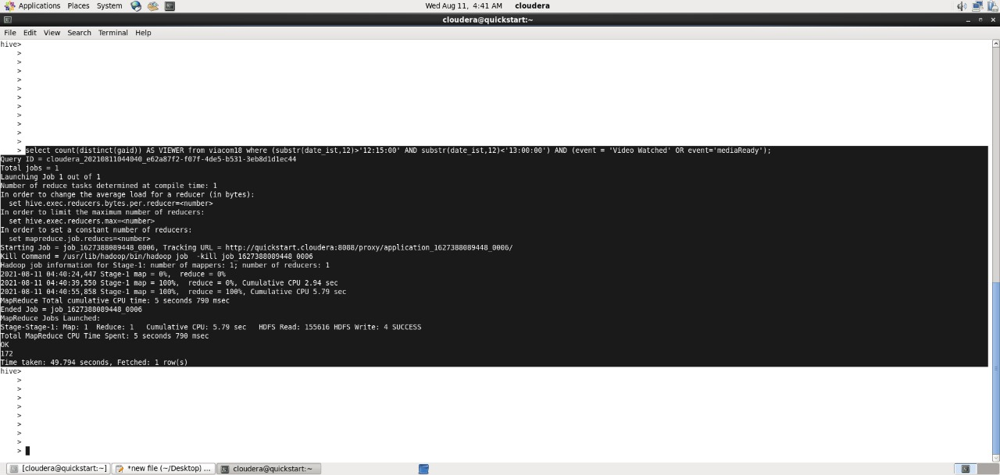 Applications Places System Wed Aug 11, 4:41 AM cloudera
cloudera@quickstart:~
File Edit View Search Terminal Help
hive>
>
>
>
>
>
>
>
>
>
>
>
> select count(distinct(gaid)) AS VIEWER from viacom18 where (substr(date_ist,12)>'12:15:00' AND substr(date_ist,12)<'13:00:00') AND (event = 'Video Watched' OR event='mediaReady');
Query ID = cloudera_20210811044040_e62a87f2-f07f-4de5-b531-3eb8d1d1ec44
Total jobs = 1
Launching Job 1 out of 1
Number of reduce tasks determined at compile time: 1
In order to change the average load for a reducer (in bytes):
  set hive.exec.reducers.bytes.per.reducer=<number>
In order to limit the maximum number of reducers:
  set hive.exec.reducers.max=<number>
In order to set a constant number of reducers:
  set mapreduce.job.reduces=<number>
Starting Job = job_1627388089448_0006, Tracking URL = http://quickstart.cloudera:8088/proxy/application_1627388089448_0006/
Kill Command = /usr/lib/hadoop/bin/hadoop job  -kill job_1627388089448_0006
Hadoop job information for Stage-1: number of mappers: 1; number of reducers: 1
2021-08-11 04:40:24,447 Stage-1 map = 0%,  reduce = 0%
2021-08-11 04:40:39,550 Stage-1 map = 100%,  reduce = 0%, Cumulative CPU 2.94 sec
2021-08-11 04:40:55,858 Stage-1 map = 100%,  reduce = 100%, Cumulative CPU 5.79 sec
MapReduce Total cumulative CPU time: 5 seconds 790 msec
Ended Job = job_1627388089448_0006
MapReduce Jobs Launched:
Stage-Stage-1: Map: 1  Reduce: 1   Cumulative CPU: 5.79 sec   HDFS Read: 155616 HDFS Write: 4 SUCCESS
Total MapReduce CPU Time Spent: 5 seconds 790 msec
OK
172
Time taken: 49.794 seconds, Fetched: 1 row(s)
hive>
>
>
>
>
>
>
>
>
>
[cloudera@quickstart:~] *new file (~/Desktop) ... cloudera@quickstart:~